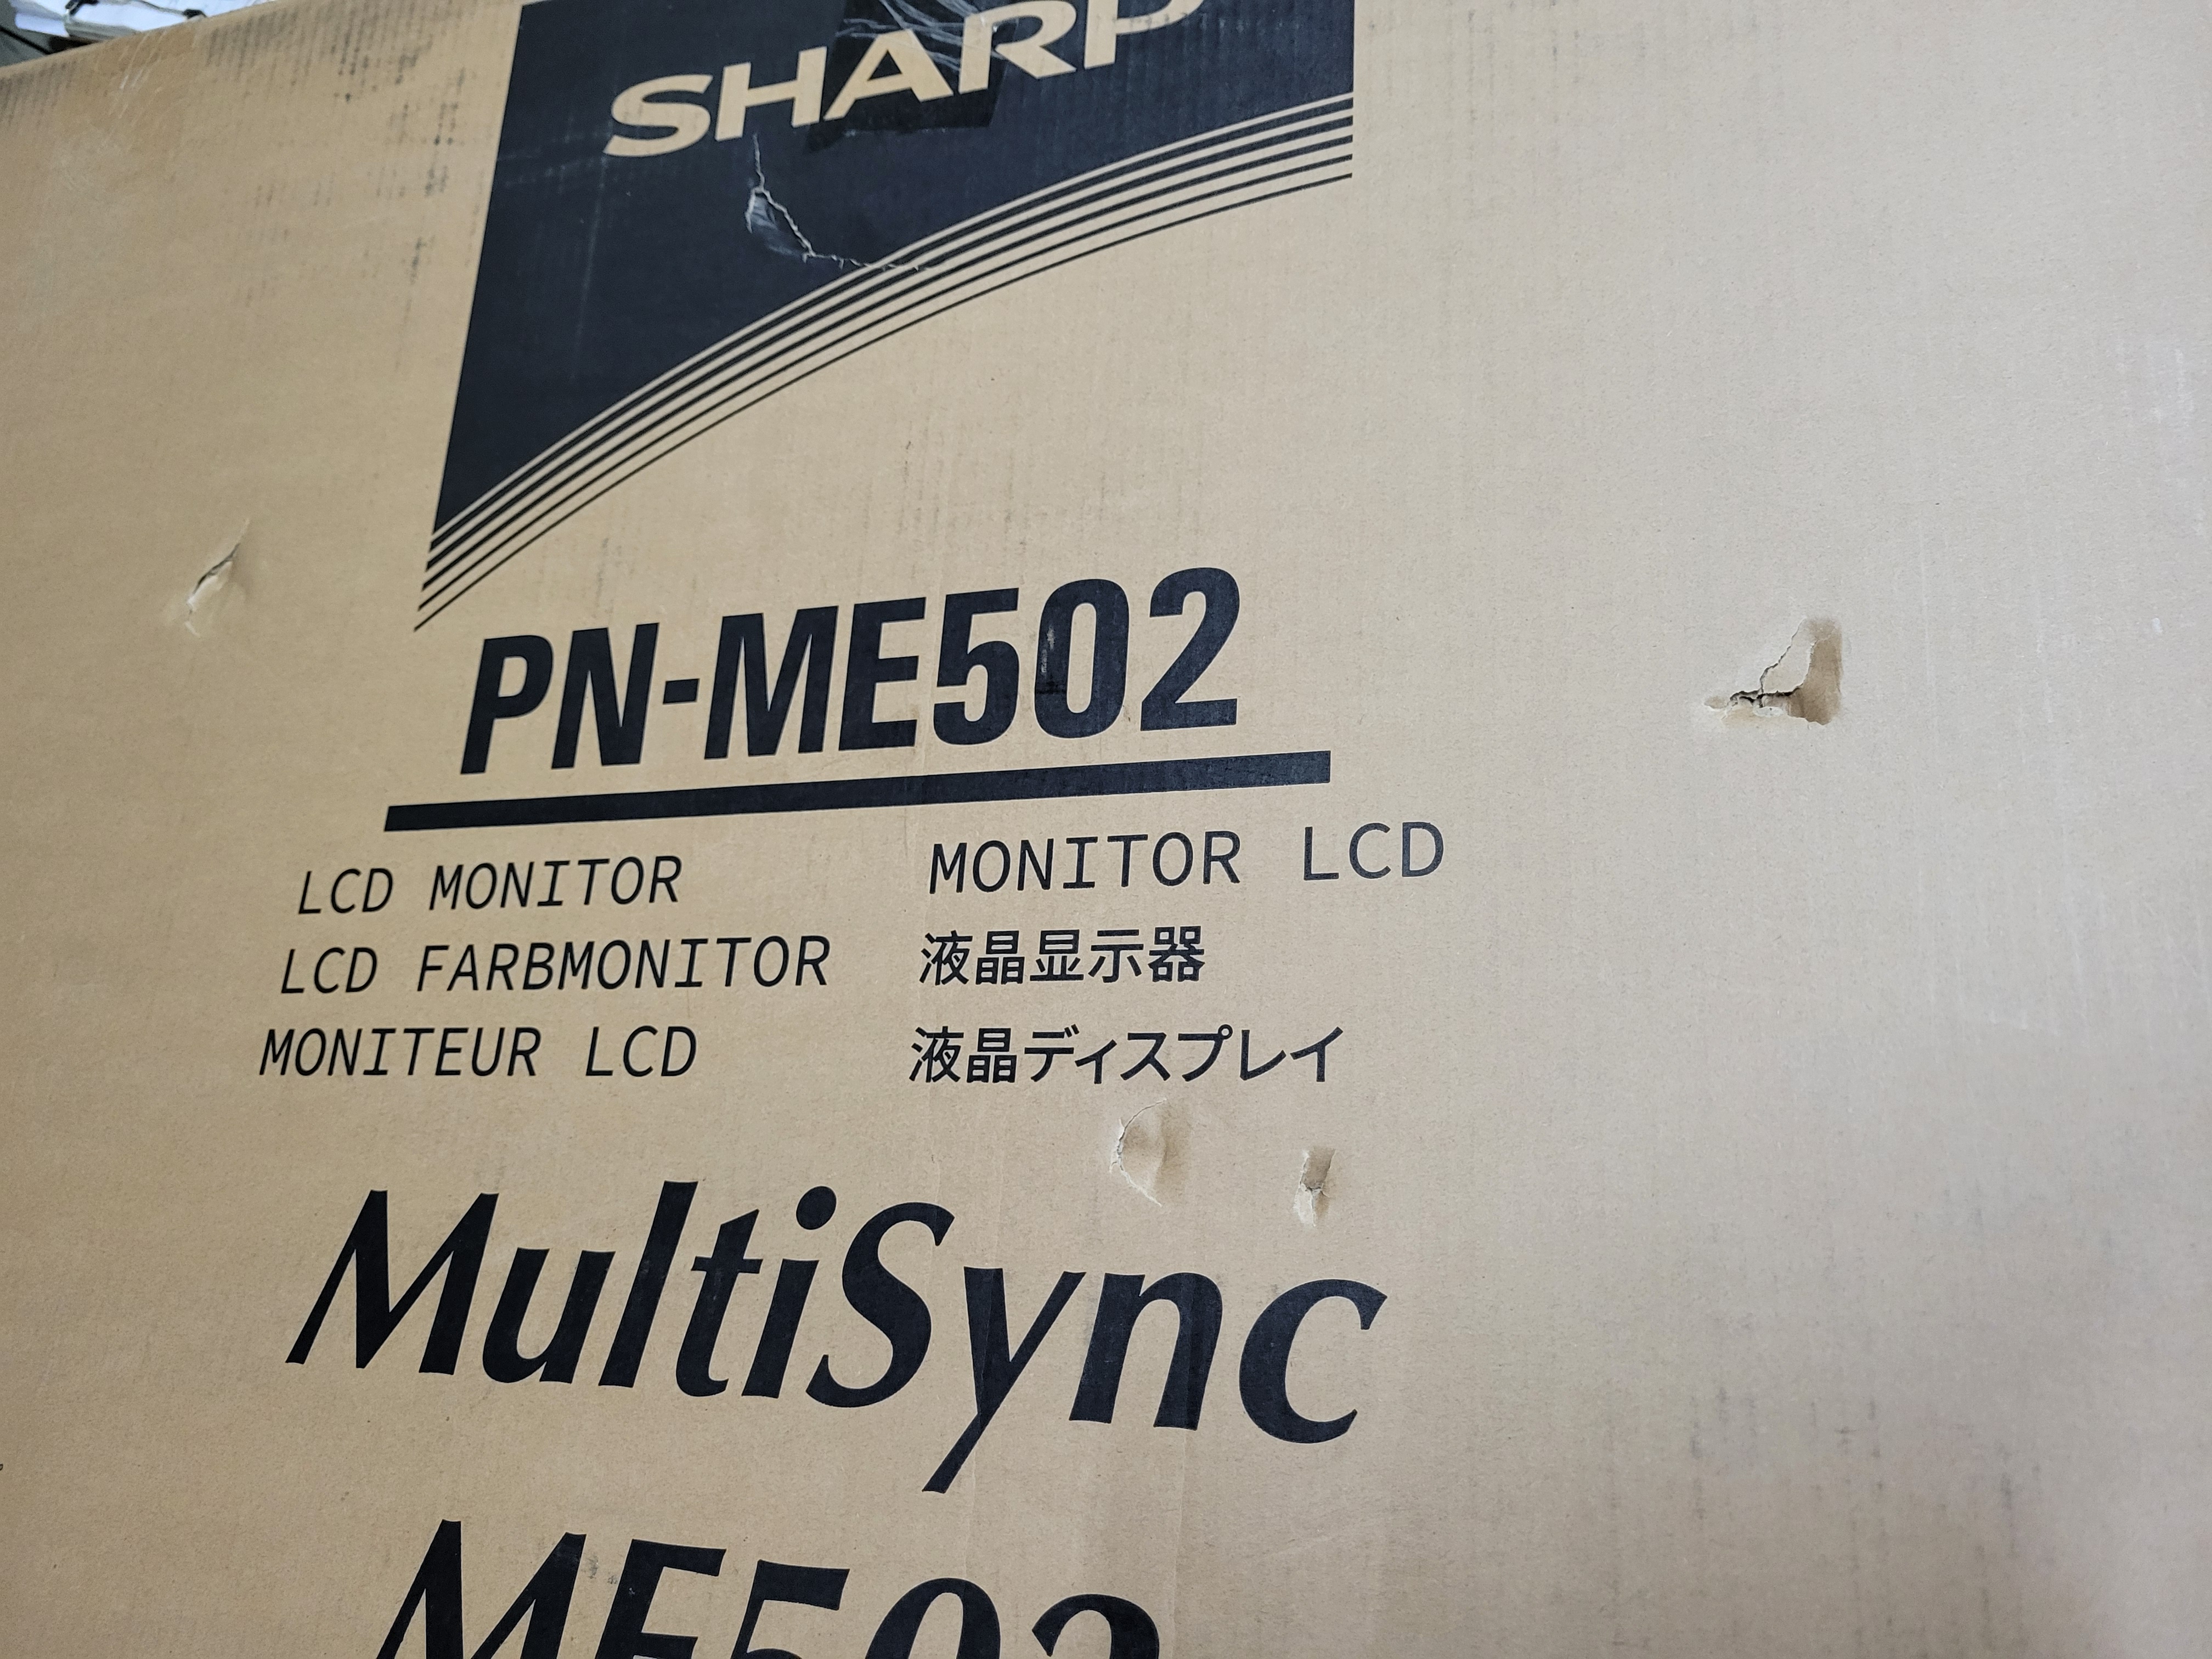 SHARP
PN-ME502
LCD MONITOR
LCD FARBMONITOR
MONITEUR LCD
MONITOR LCD
液晶显示器
液晶ディスプレイ
MultiSync
ME502